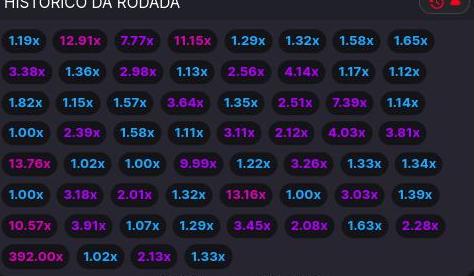 HISTÓRICO DA RODADA
1.19x 12.91x 7.77x 11.15x 1.29x 1.32x 1.58x 1.65x
3.38x 1.36x 2.98x 1.13x 2.56x 4.14x 1.17x 1.12x
1.82x 1.15x 1.57x 3.64x 1.35x 2.51x 7.39x 1.14x
1.00x 2.39x 1.58x 1.11x 3.11x 2.12x 4.03x 3.81x
13.76x 1.02x 1.00x 9.99x 1.22x 3.26x 1.33x 1.34x
1.00x 3.18x 2.01x 1.32x 13.16x 1.00x 3.03x 1.39x
10.57x 3.91x 1.07x 1.29x 3.45x 2.08x 1.63x 2.28x
392.00x 1.02x 2.13x 1.33x